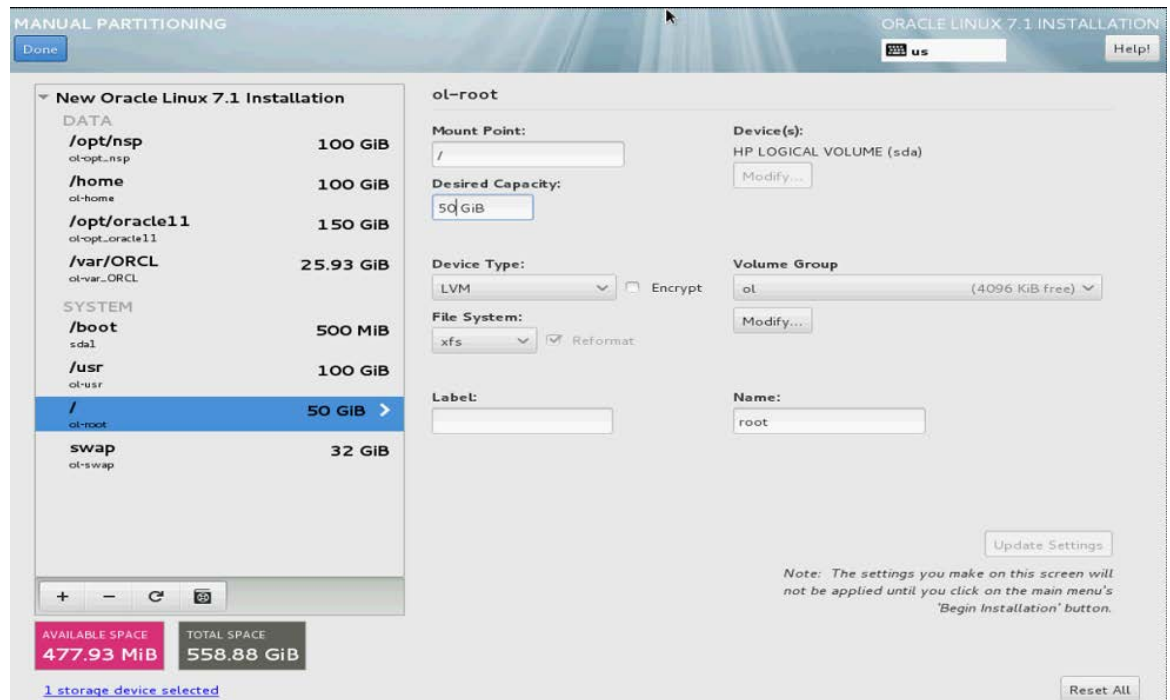 MANUAL PARTITIONING
ORACLE LINUX 7.1 INSTALLATION
Done
us
Help!
New Oracle Linux 7.1 Installation
DATA
/opt/nsp 100 GiB
ol-opt_nsp
/home 100 GiB
ol-home
/opt/oracle11 150 GiB
ol-opt_oracle11
/var/ORCL 25.93 GiB
ol-var_ORCL
SYSTEM
/boot 500 MiB
sda1
/usr 100 GiB
ol-usr
/ 50 GiB
ol-root
swap 32 GiB
ol-swap
AVAILABLE SPACE
477.93 MiB
TOTAL SPACE
558.88 GiB
1 storage device selected
ol-root
Mount Point:
/
Desired Capacity:
50 GiB
Device(s):
HP LOGICAL VOLUME (sda)
Modify...
Device Type:
LVM
Encrypt
File System:
xfs
Reformat
Volume Group
ol (4096 KiB free)
Modify...
Label:
Name:
root
Update Settings
Note: The settings you make on this screen will
not be applied until you click on the main menu's
'Begin Installation' button.
Reset All